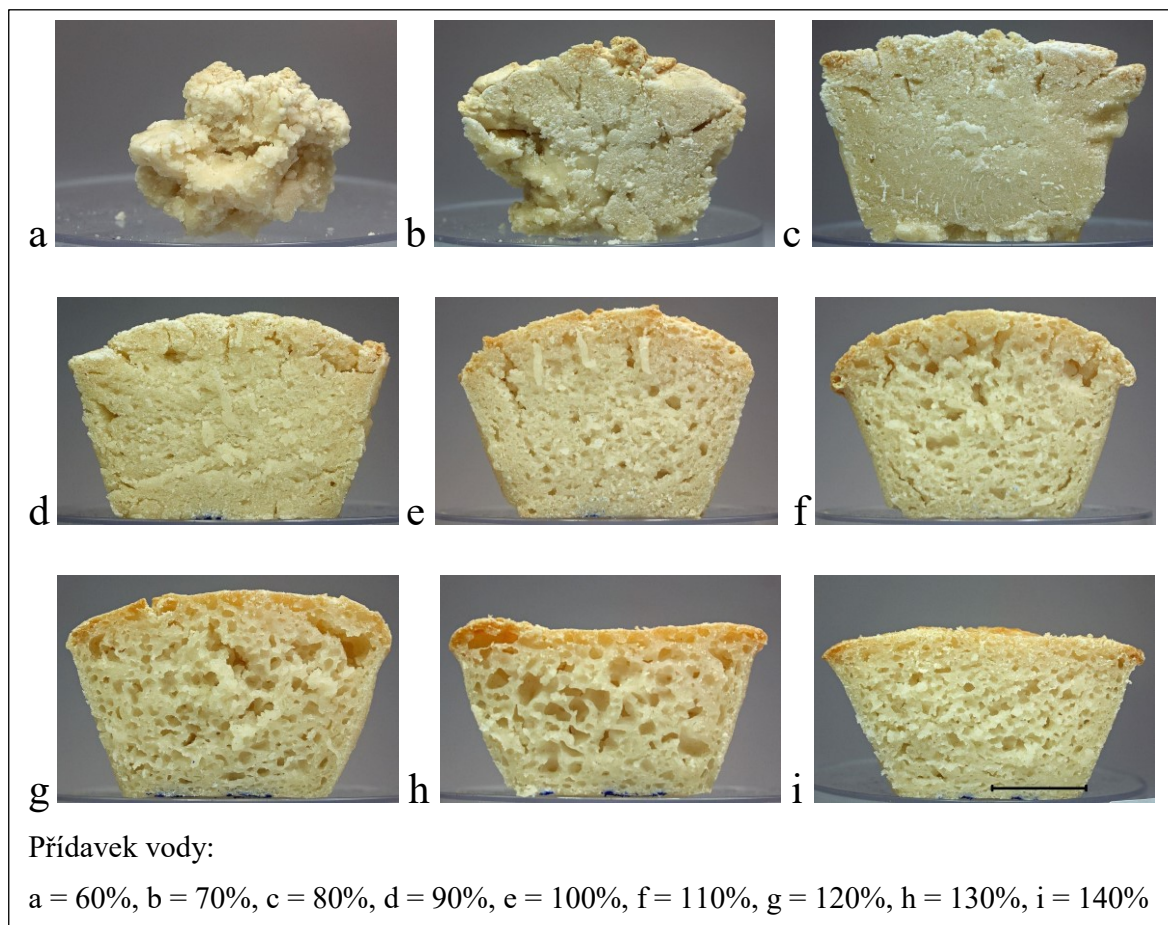 a
b
c
d
e
f
g
h
i
Přídavek vody:
a = 60%, b = 70%, c = 80%, d = 90%, e = 100%, f = 110%, g = 120%, h = 130%, i = 140%